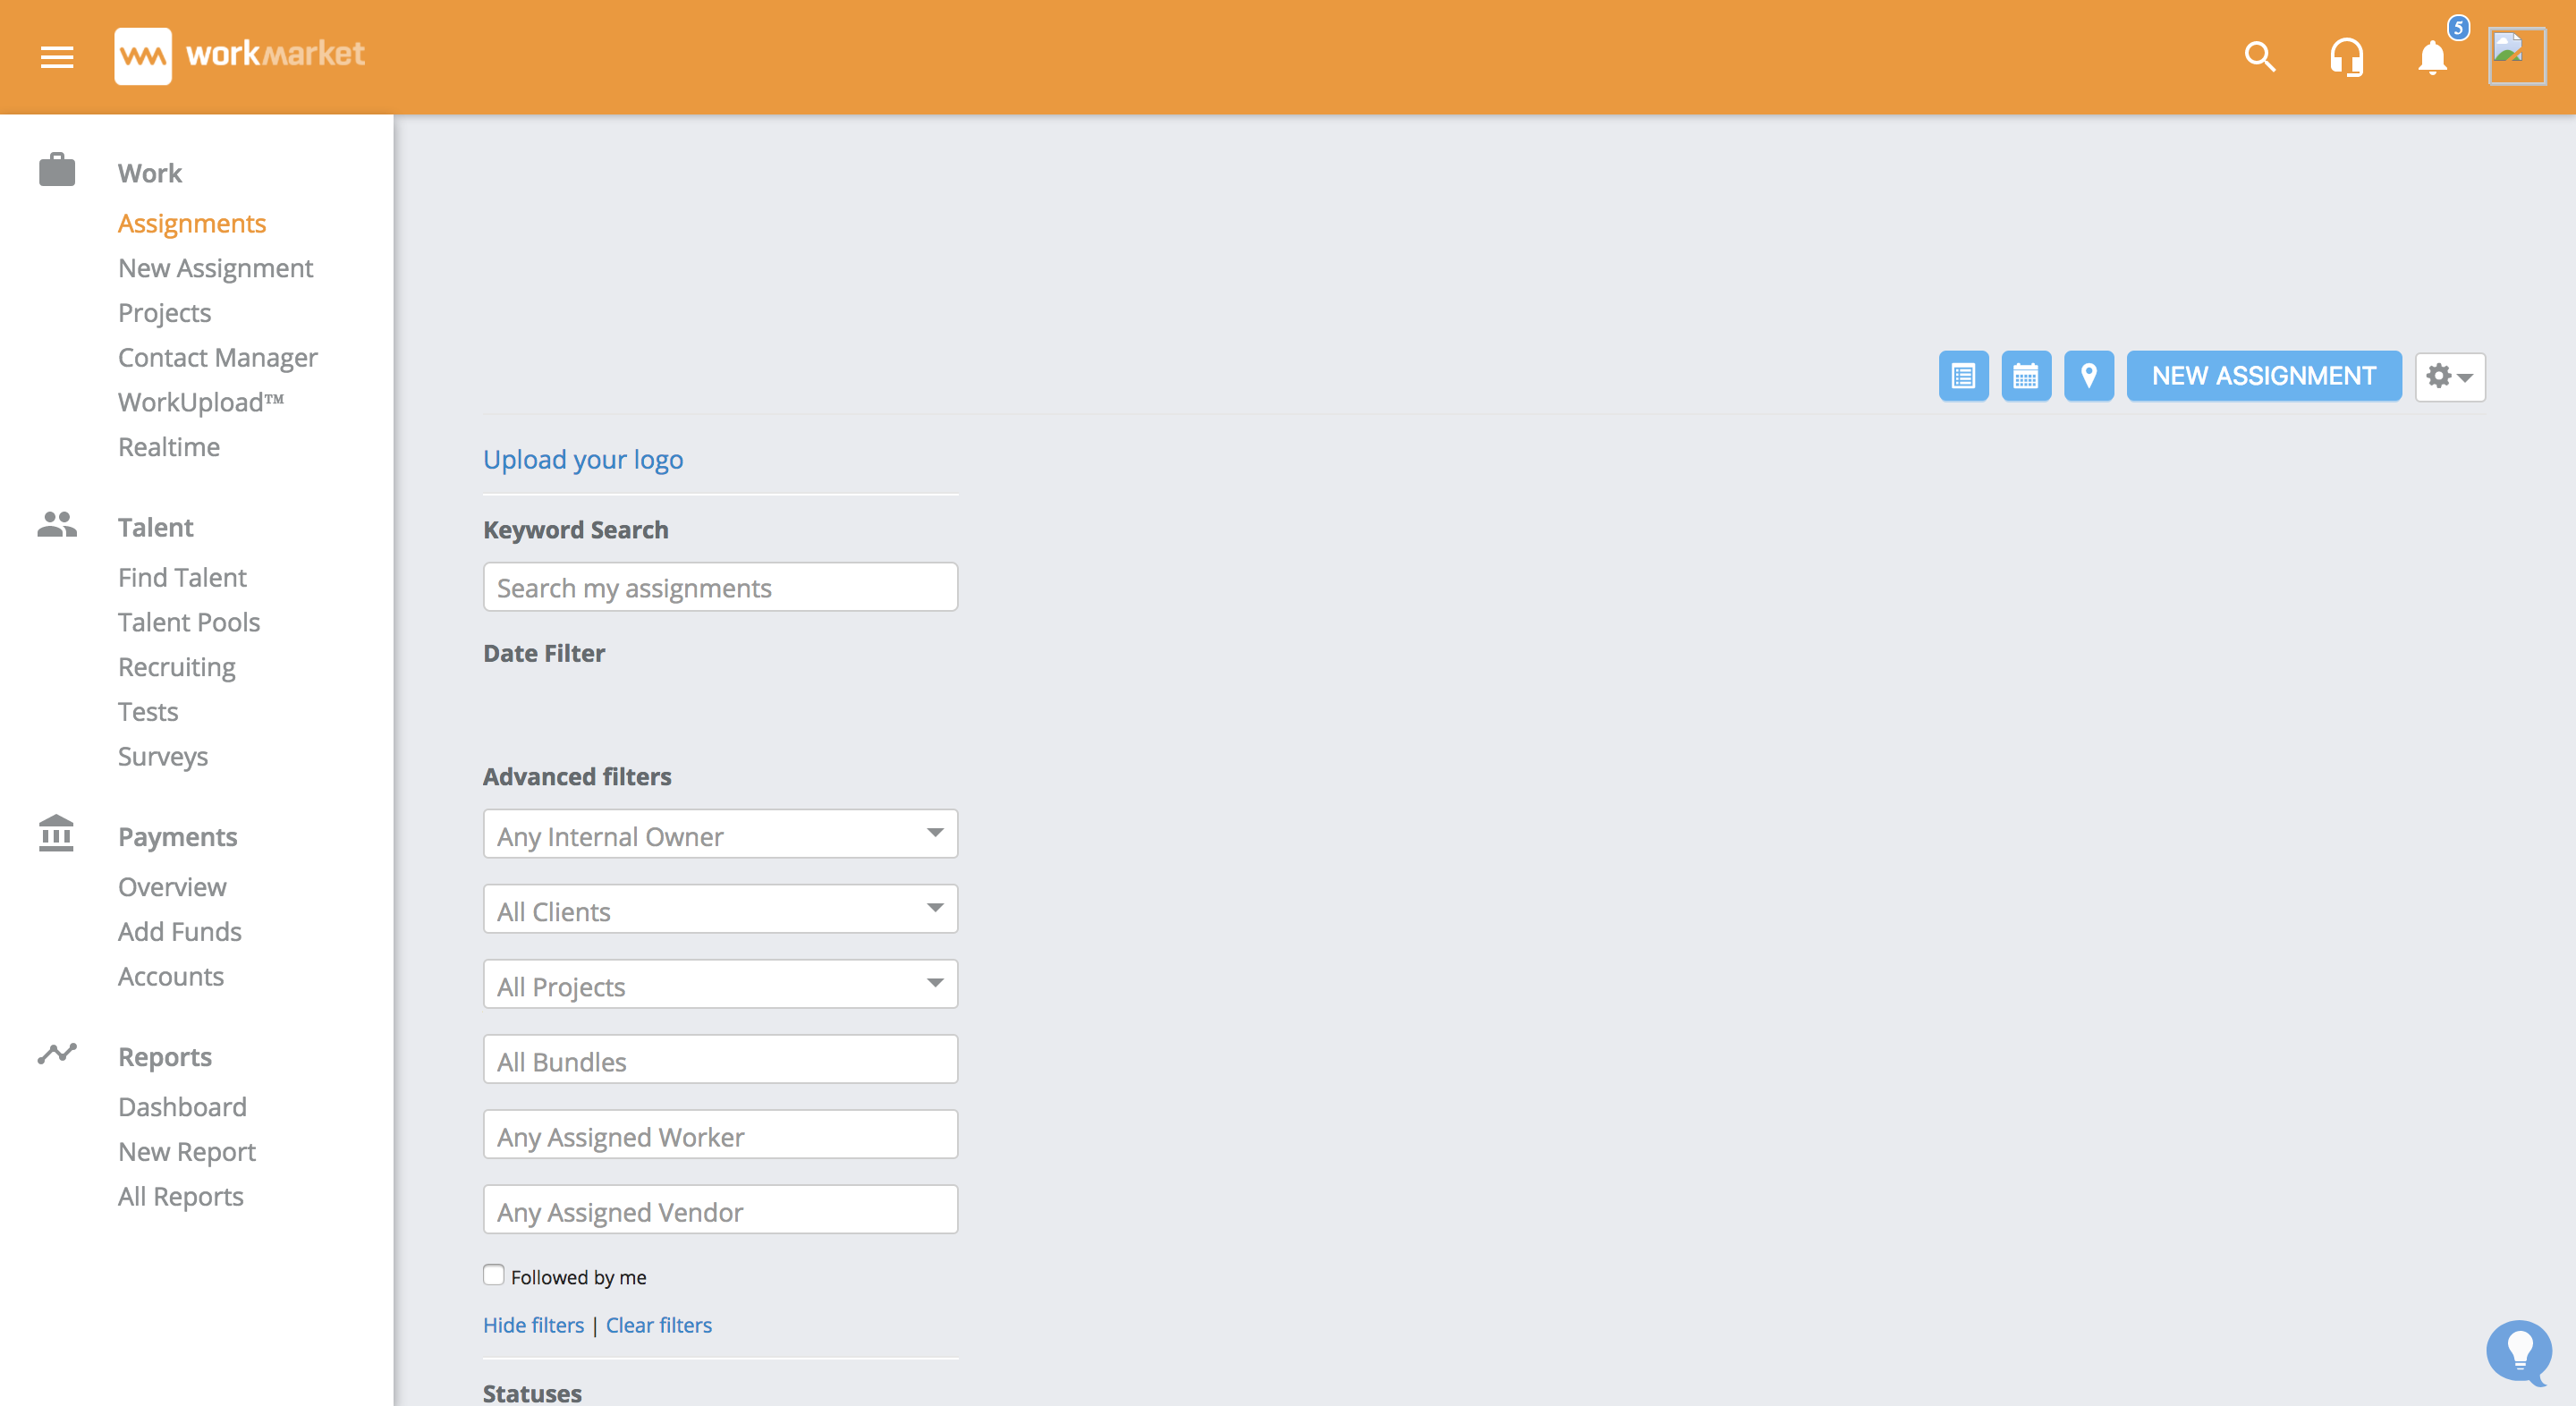 workmarket
5
Work
Assignments
New Assignment
Projects
Contact Manager
WorkUpload™
Realtime
Talent
Find Talent
Talent Pools
Recruiting
Tests
Surveys
Payments
Overview
Add Funds
Accounts
Reports
Dashboard
New Report
All Reports
NEW ASSIGNMENT
Upload your logo
Keyword Search
Search my assignments
Date Filter
Advanced filters
Any Internal Owner
All Clients
All Projects
All Bundles
Any Assigned Worker
Any Assigned Vendor
Followed by me
Hide filters | Clear filters
Statuses